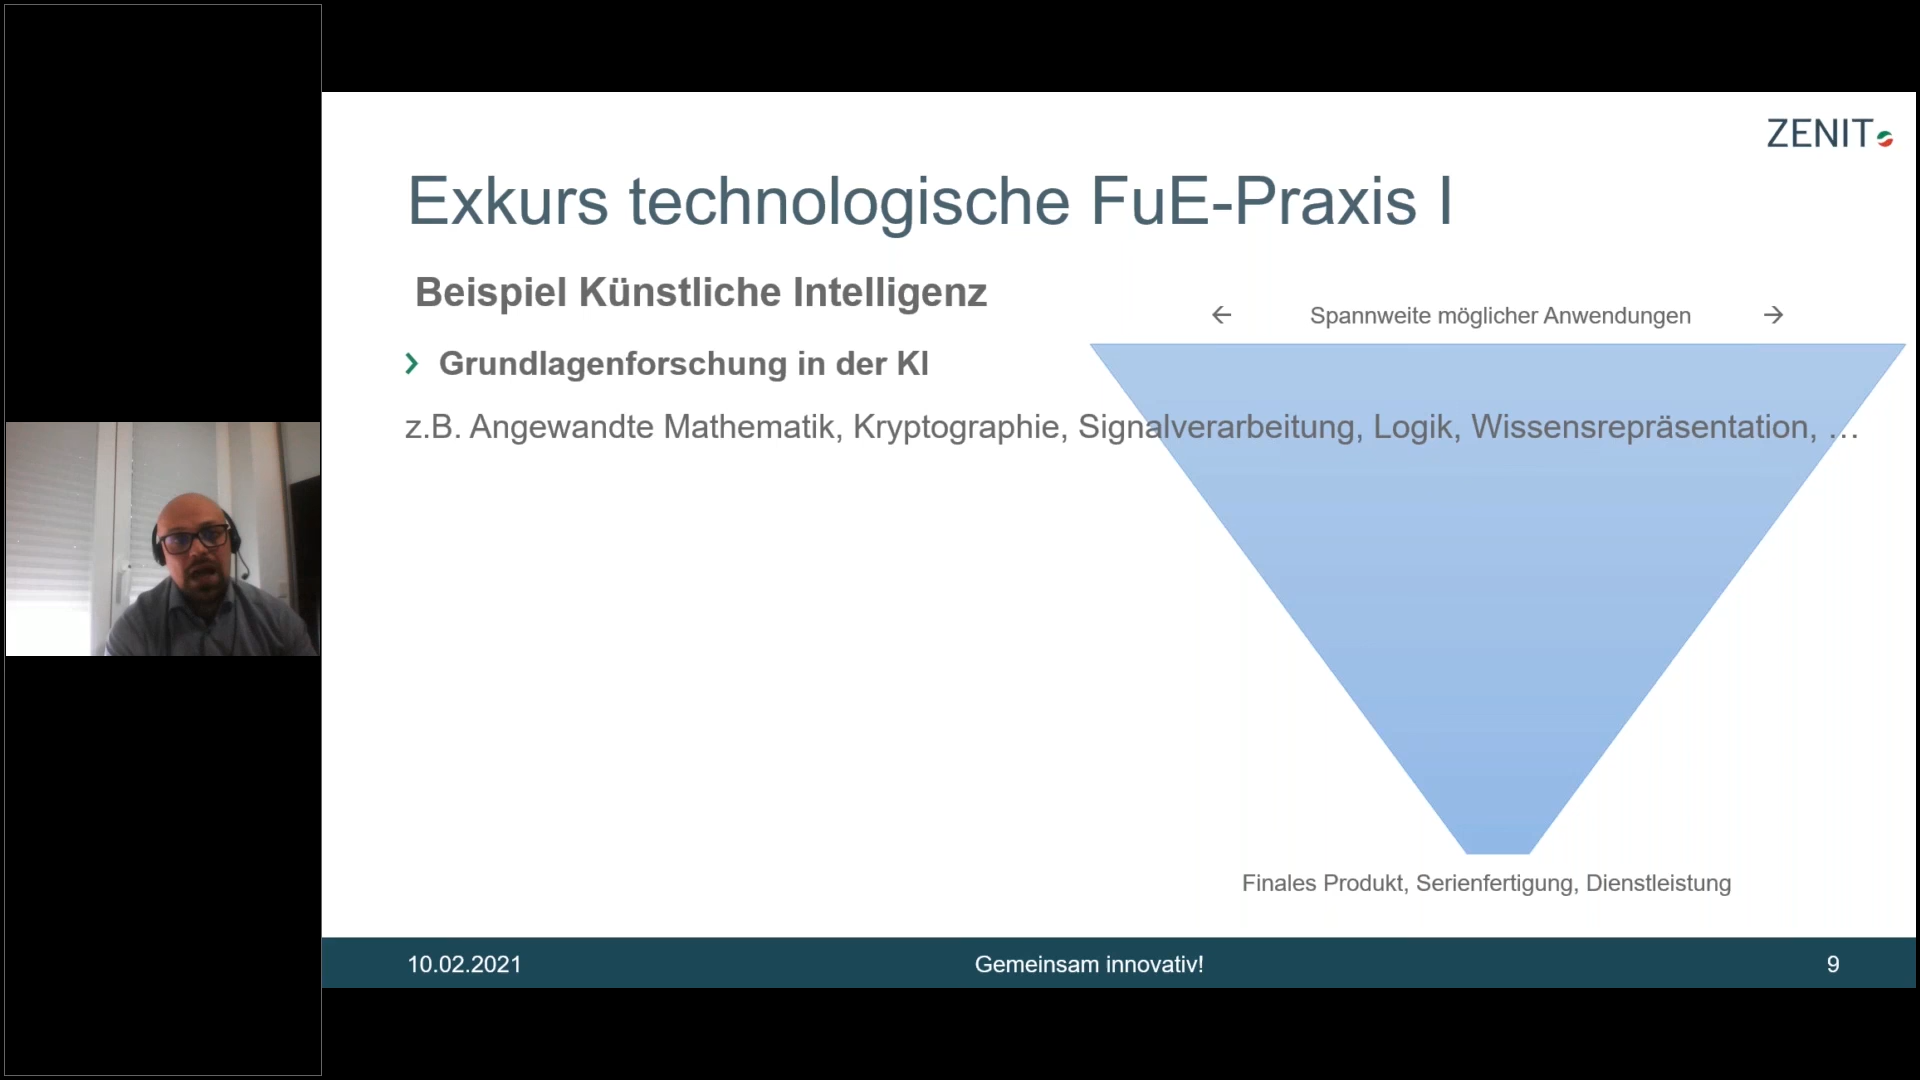 ZENIT
Exkurs technologische FuE-Praxis I
Beispiel Künstliche Intelligenz
← Spannweite möglicher Anwendungen →
Grundlagenforschung in der KI
z.B. Angewandte Mathematik, Kryptographie, Signalverarbeitung, Logik, Wissensrepräsentation, …
Finales Produkt, Serienfertigung, Dienstleistung
10.02.2021 Gemeinsam innovativ! 9